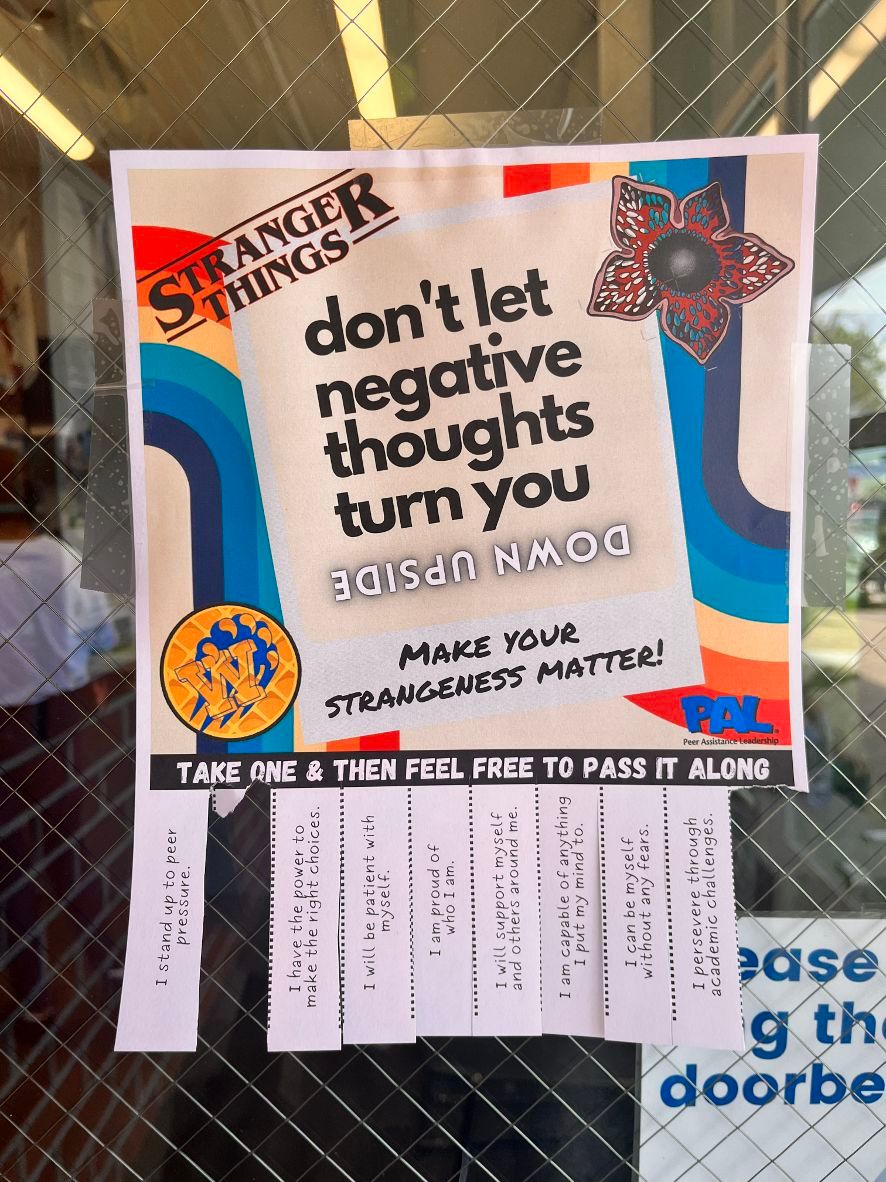 STRANGER
THINGS
don't let
negative
thoughts
turn you
UPSIDE DOWN
MAKE YOUR
STRANGENESS MATTER!
W
PAL
Peer Assistance Leadership
TAKE ONE & THEN FEEL FREE TO PASS IT ALONG
I stand up to peer
pressure.
I have the power to
make the right choices.
I will be patient with
myself.
I am proud of
who I am.
I will support myself
and others around me.
I am capable of anything
I put my mind to.
I can be myself
without any fears.
I persevere through
academic challenges.
ease
g th
doorbe